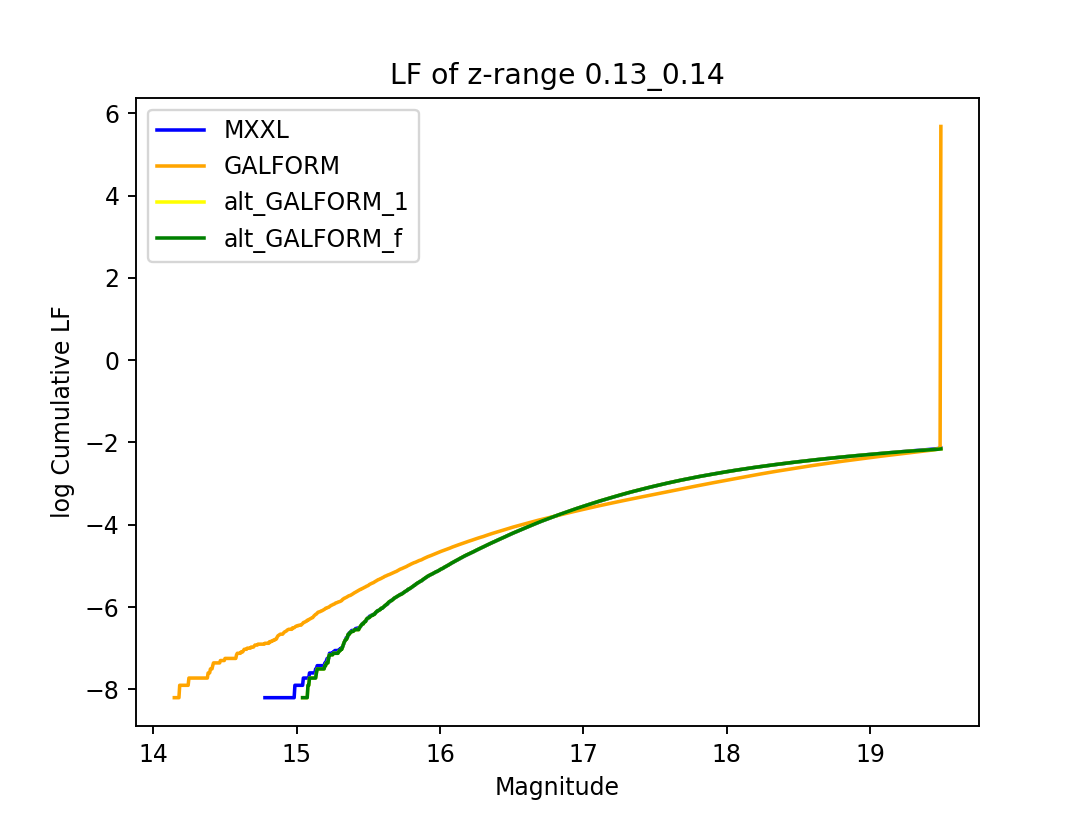 LF of z-range 0.13_0.14
6
4
2
0
−2
−4
−6
−8
log Cumulative LF
MXXL
GALFORM
alt_GALFORM_1
alt_GALFORM_f
14
15
16
17
18
19
Magnitude